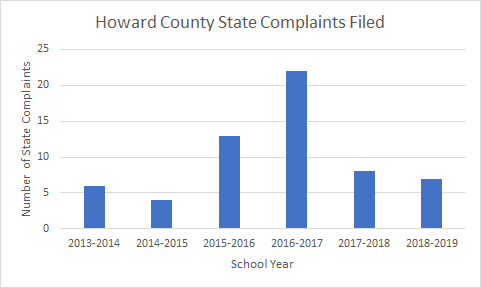 Howard County State Complaints Filed
Number of State Complaints
25
20
15
10
5
0
2013-2014 2014-2015 2015-2016 2016-2017 2017-2018 2018-2019
School Year